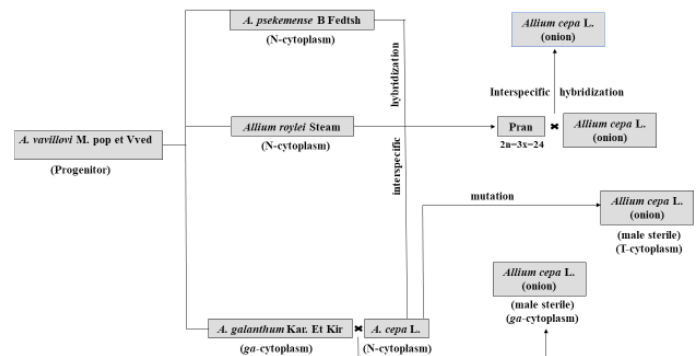 A. psekemense B Fedtsh
(N-cytoplasm)
Allium cepa L.
(onion)
hybridization
Interspecific hybridization
A. vavillovi M. pop et Vved
(Progenitor)
Allium roylei Steam
(N-cytoplasm)
Pran
2n=3x=24
Allium cepa L.
(onion)
interspecific
mutation
Allium cepa L.
(onion)
(male sterile)
(T-cytoplasm)
Allium cepa L.
(onion)
(male sterile)
(ga-cytoplasm)
A. galanthum Kar. Et Kir
(ga-cytoplasm)
A. cepa L.
(N-cytoplasm)